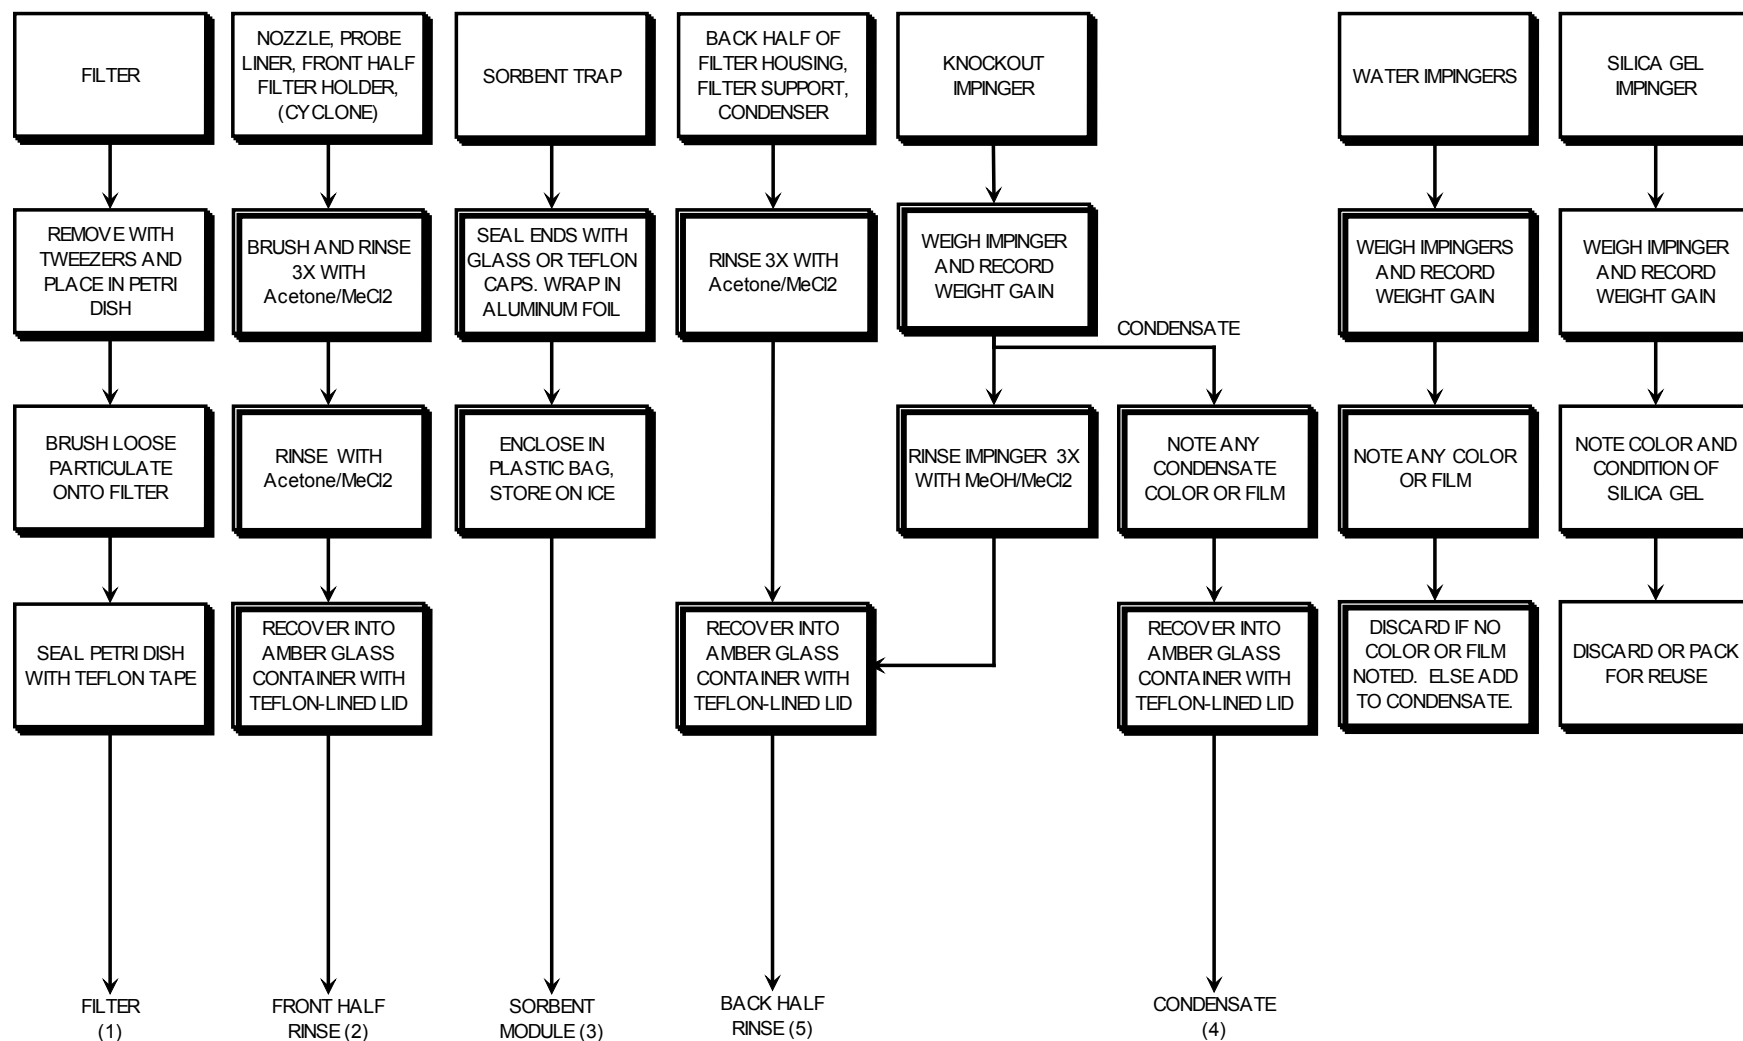 FILTER
NOZZLE, PROBE
LINER, FRONT HALF
FILTER HOLDER,
(CYCLONE)
SORBENT TRAP
BACK HALF OF
FILTER HOUSING,
FILTER SUPPORT,
CONDENSER
KNOCKOUT
IMPINGER
WATER IMPINGERS
SILICA GEL
IMPINGER
REMOVE WITH
TWEEZERS AND
PLACE IN PETRI
DISH
BRUSH AND RINSE
3X WITH
Acetone/MeCl2
SEAL ENDS WITH
GLASS OR TEFLON
CAPS. WRAP IN
ALUMINUM FOIL
RINSE 3X WITH
Acetone/MeCl2
WEIGH IMPINGER
AND RECORD
WEIGHT GAIN
WEIGH IMPINGERS
AND RECORD
WEIGHT GAIN
WEIGH IMPINGER
AND RECORD
WEIGHT GAIN
CONDENSATE
BRUSH LOOSE
PARTICULATE
ONTO FILTER
RINSE WITH
Acetone/MeCl2
ENCLOSE IN
PLASTIC BAG,
STORE ON ICE
RINSE IMPINGER 3X
WITH MeOH/MeCl2
NOTE ANY
CONDENSATE
COLOR OR FILM
NOTE ANY COLOR
OR FILM
NOTE COLOR AND
CONDITION OF
SILICA GEL
SEAL PETRI DISH
WITH TEFLON TAPE
RECOVER INTO
AMBER GLASS
CONTAINER WITH
TEFLON-LINED LID
RECOVER INTO
AMBER GLASS
CONTAINER WITH
TEFLON-LINED LID
RECOVER INTO
AMBER GLASS
CONTAINER WITH
TEFLON-LINED LID
DISCARD IF NO
COLOR OR FILM
NOTED. ELSE ADD
TO CONDENSATE.
DISCARD OR PACK
FOR REUSE
FILTER
(1)
FRONT HALF
RINSE (2)
SORBENT
MODULE (3)
BACK HALF
RINSE (5)
CONDENSATE
(4)